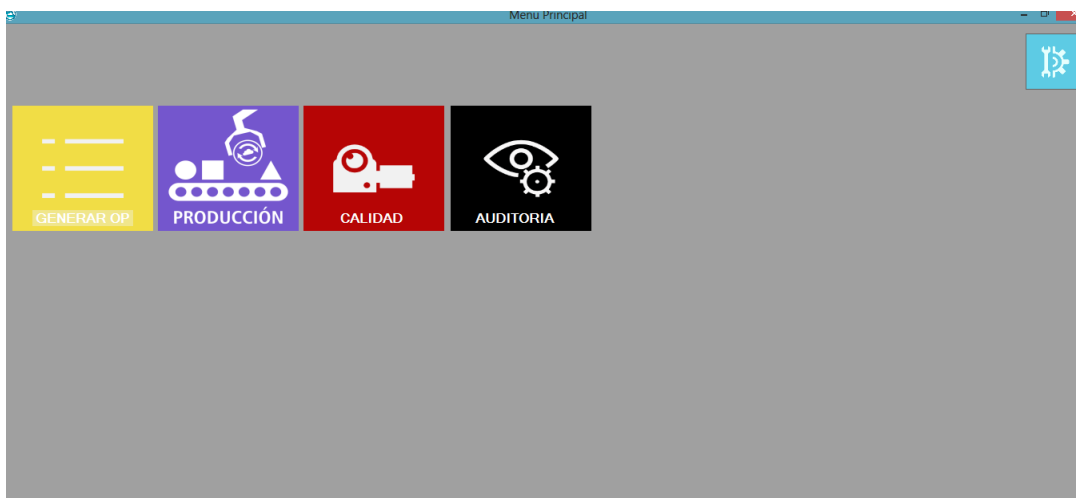 Menu Principal
GENERAR OP
PRODUCCIÓN
CALIDAD
AUDITORIA